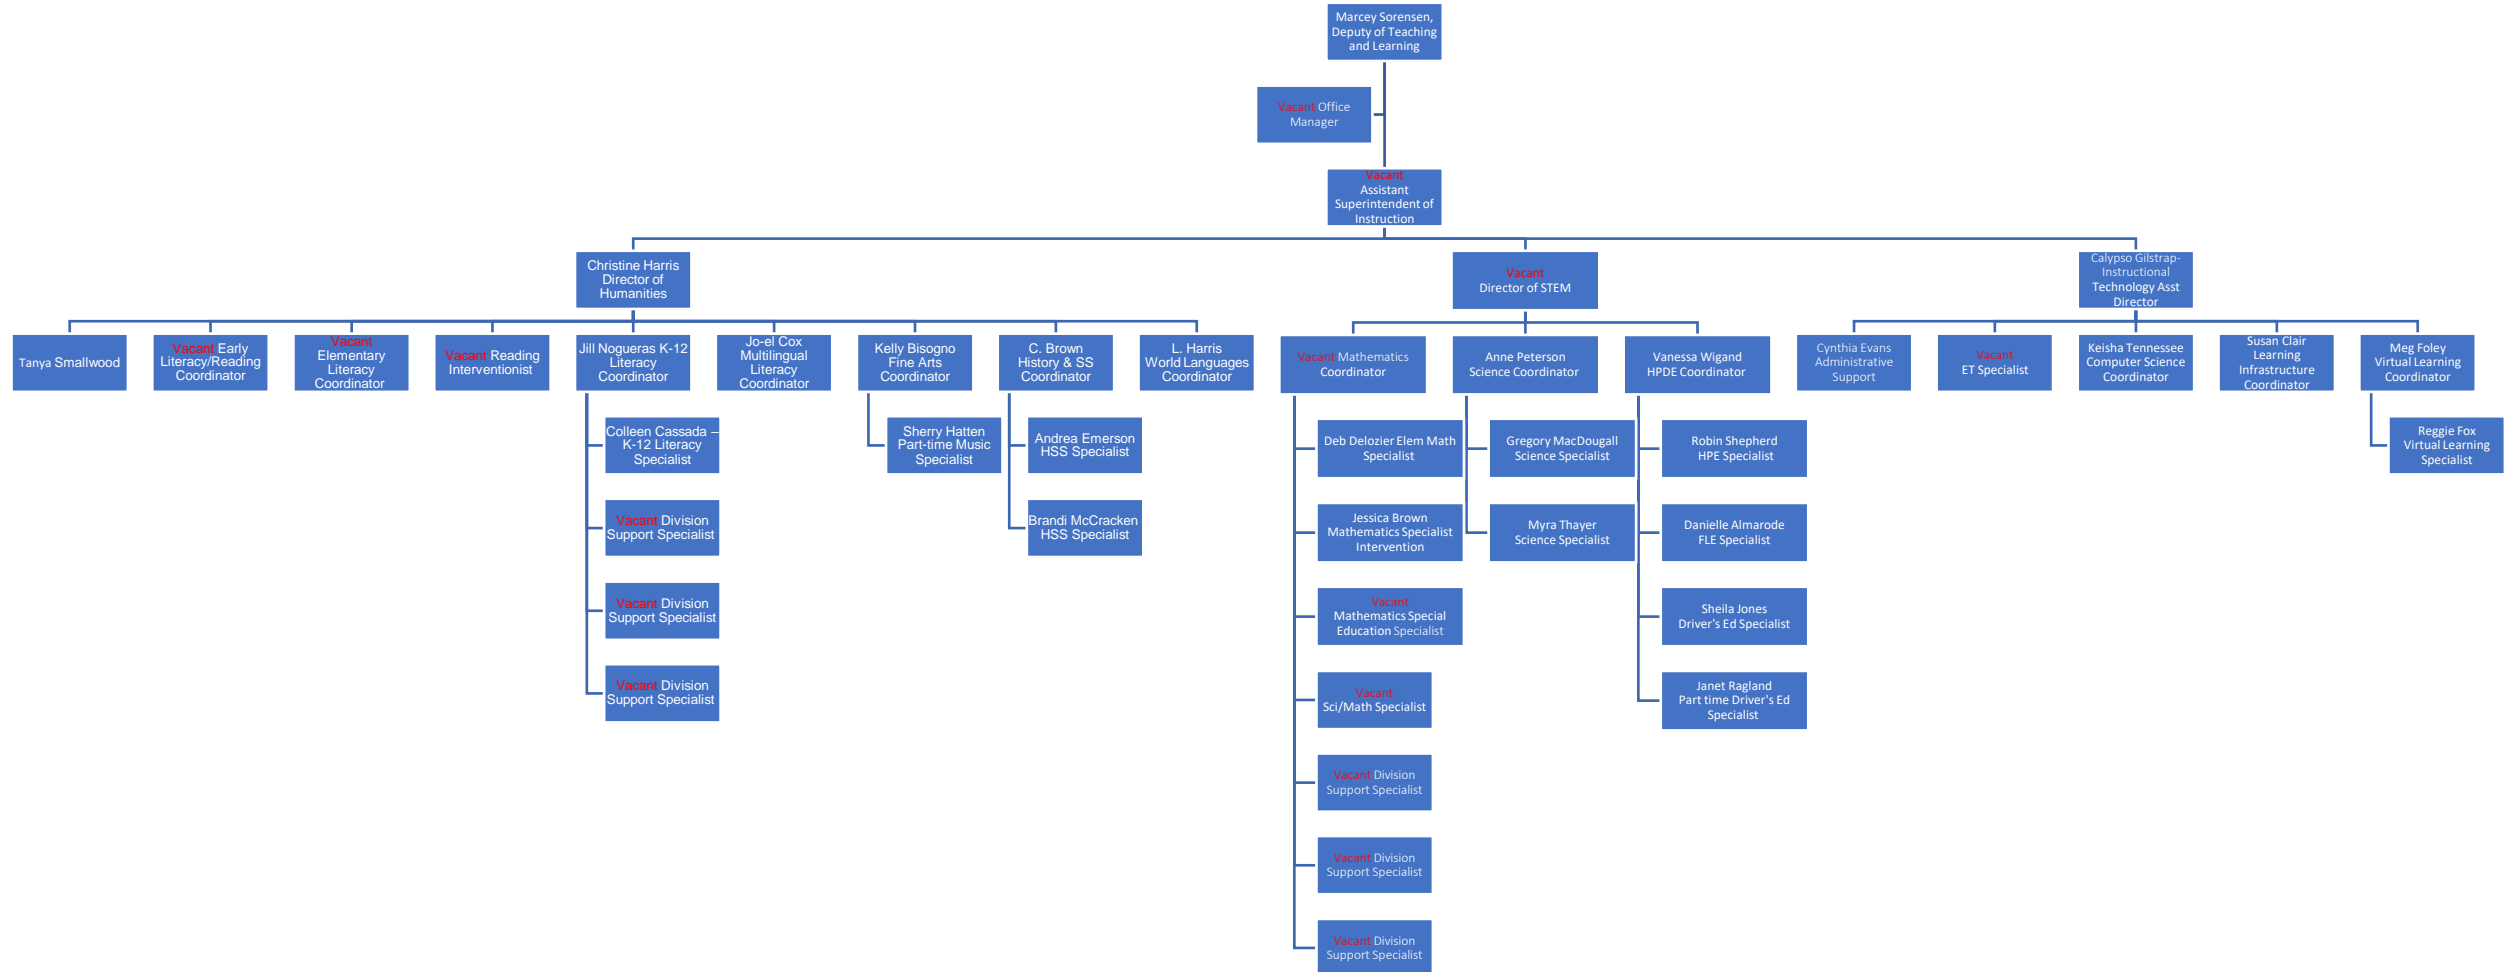 Marcey Sorensen,
Deputy of Teaching
and Learning
Vacant Office
Manager
Vacant
Assistant
Superintendent of
Instruction
Christine Harris
Director of
Humanities
Vacant
Director of STEM
Calypso Gilstrap-
Instructional
Technology Asst
Director
Tanya Smallwood
Vacant Early
Literacy/Reading
Coordinator
Vacant
Elementary
Literacy
Coordinator
Vacant Reading
Interventionist
Jill Nogueras K-12
Literacy
Coordinator
Jo-el Cox
Multilingual
Literacy
Coordinator
Kelly Bisogno
Fine Arts
Coordinator
C. Brown
History & SS
Coordinator
L. Harris
World Languages
Coordinator
Vacant Mathematics
Coordinator
Anne Peterson
Science Coordinator
Vanessa Wigand
HPDE Coordinator
Cynthia Evans
Administrative
Support
Vacant
ET Specialist
Keisha Tennessee
Computer Science
Coordinator
Susan Clair
Learning
Infrastructure
Coordinator
Meg Foley
Virtual Learning
Coordinator
Colleen Cassada –
K-12 Literacy
Specialist
Vacant Division
Support Specialist
Vacant Division
Support Specialist
Vacant Division
Support Specialist
Sherry Hatten
Part-time Music
Specialist
Andrea Emerson
HSS Specialist
Brandi McCracken
HSS Specialist
Deb Delozier Elem Math
Specialist
Jessica Brown
Mathematics Specialist
Intervention
Vacant
Mathematics Special
Education Specialist
Vacant
Sci/Math Specialist
Vacant Division
Support Specialist
Vacant Division
Support Specialist
Vacant Division
Support Specialist
Gregory MacDougall
Science Specialist
Myra Thayer
Science Specialist
Robin Shepherd
HPE Specialist
Danielle Almarode
FLE Specialist
Sheila Jones
Driver's Ed Specialist
Janet Ragland
Part time Driver's Ed
Specialist
Reggie Fox
Virtual Learning
Specialist